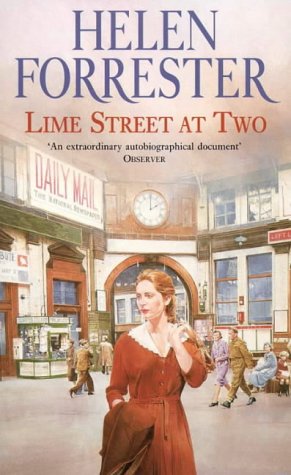 HELEN
FORRESTER
LIME STREET AT TWO
‘An extraordinary autobiographical document’
OBSERVER
DAILY MAIL
THE NATIONAL NEWSPAPER